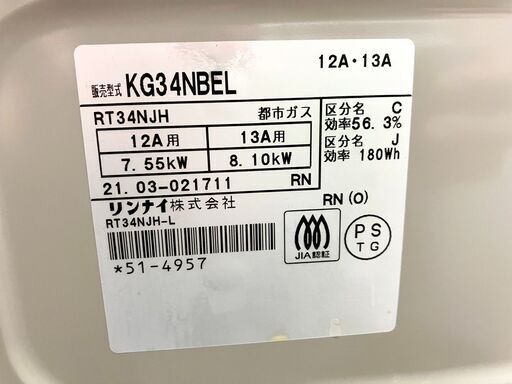 12A・13A
販売型式 KG34NBEL
RT34NJH 都市ガス
12A用 13A用
7.55kW 8.10kW
区分名 C
効率56.3%
区分名 J
効率 180Wh
21.03-021711 RN
リンナイ株式会社
RN (O)
RT34NJH-L
*51-4957
JIA認証
PS
TG